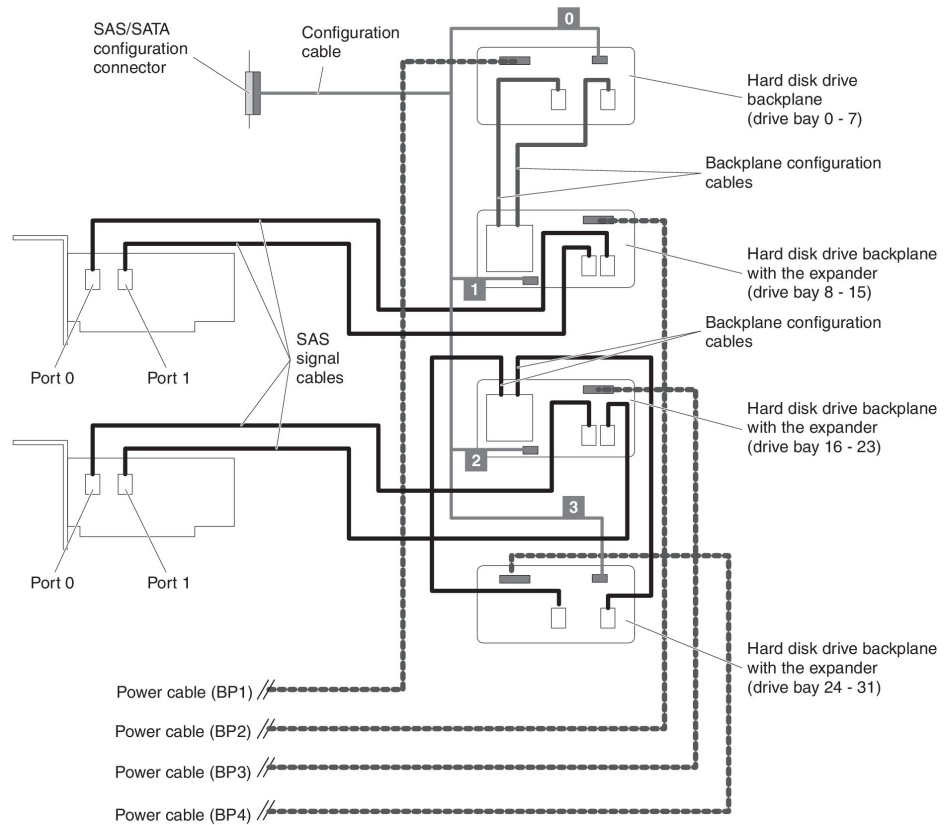 0
SAS/SATA
configuration
connector
Configuration
cable
Hard disk drive
backplane
(drive bay 0 - 7)
Backplane configuration
cables
Hard disk drive backplane
with the expander
(drive bay 8 - 15)
1
Backplane configuration
cables
Port 0
Port 1
SAS
signal
cables
Hard disk drive backplane
with the expander
(drive bay 16 - 23)
2
3
Port 0
Port 1
Hard disk drive backplane
with the expander
(drive bay 24 - 31)
Power cable (BP1)
Power cable (BP2)
Power cable (BP3)
Power cable (BP4)